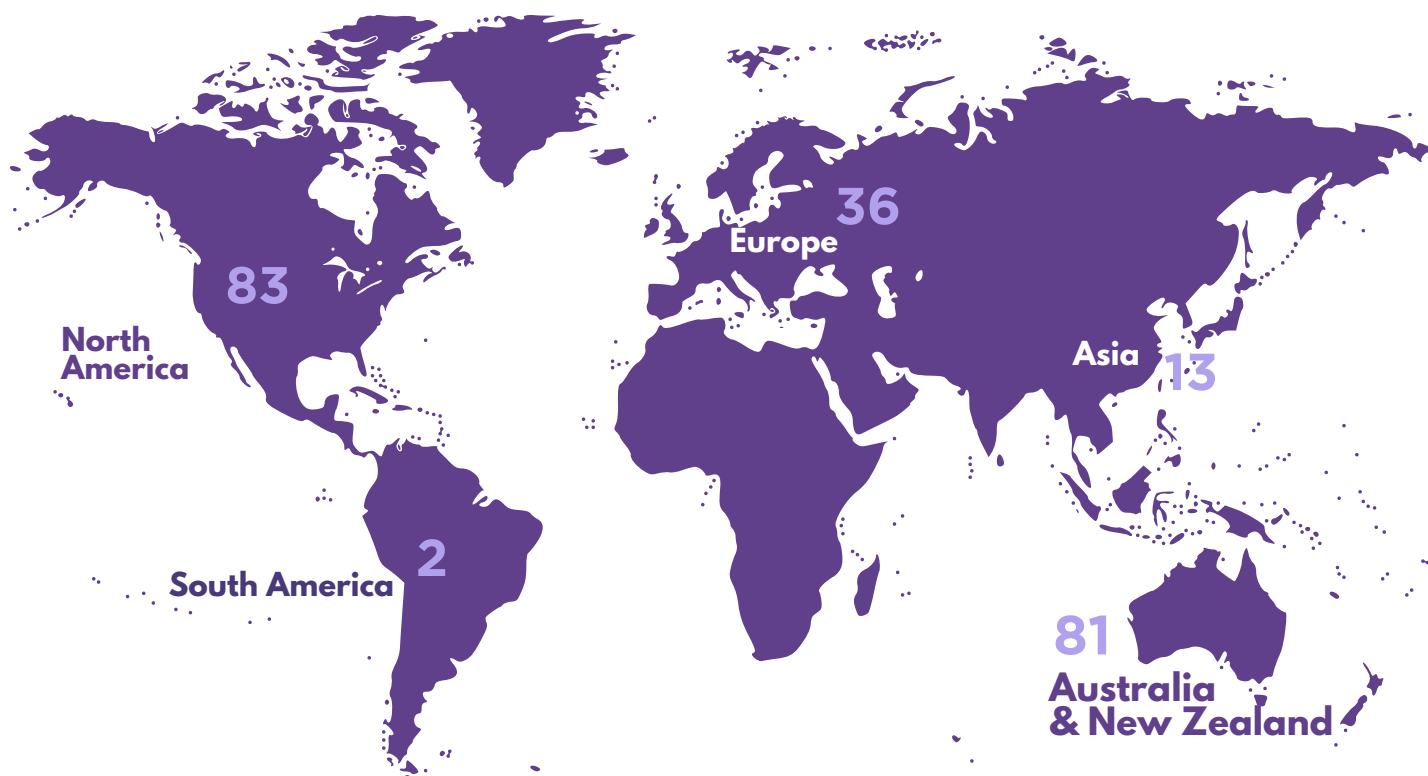 36
Europe
83
North
America
Asia
13
2
South America
81
Australia
& New Zealand